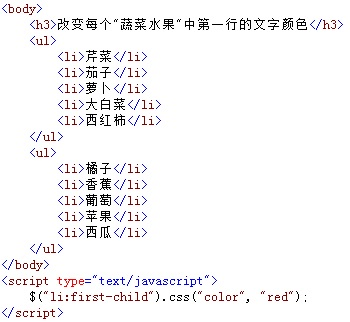 <body>
<h3>改变每个"蔬菜水果"中第一行的文字颜色</h3>
<ul>
<li>芹菜</li>
<li>茄子</li>
<li>萝卜</li>
<li>大白菜</li>
<li>西红柿</li>
</ul>
<ul>
<li>橘子</li>
<li>香蕉</li>
<li>葡萄</li>
<li>苹果</li>
<li>西瓜</li>
</ul>
</body>
<script type="text/javascript">
$("li:first-child").css("color", "red");
</script>